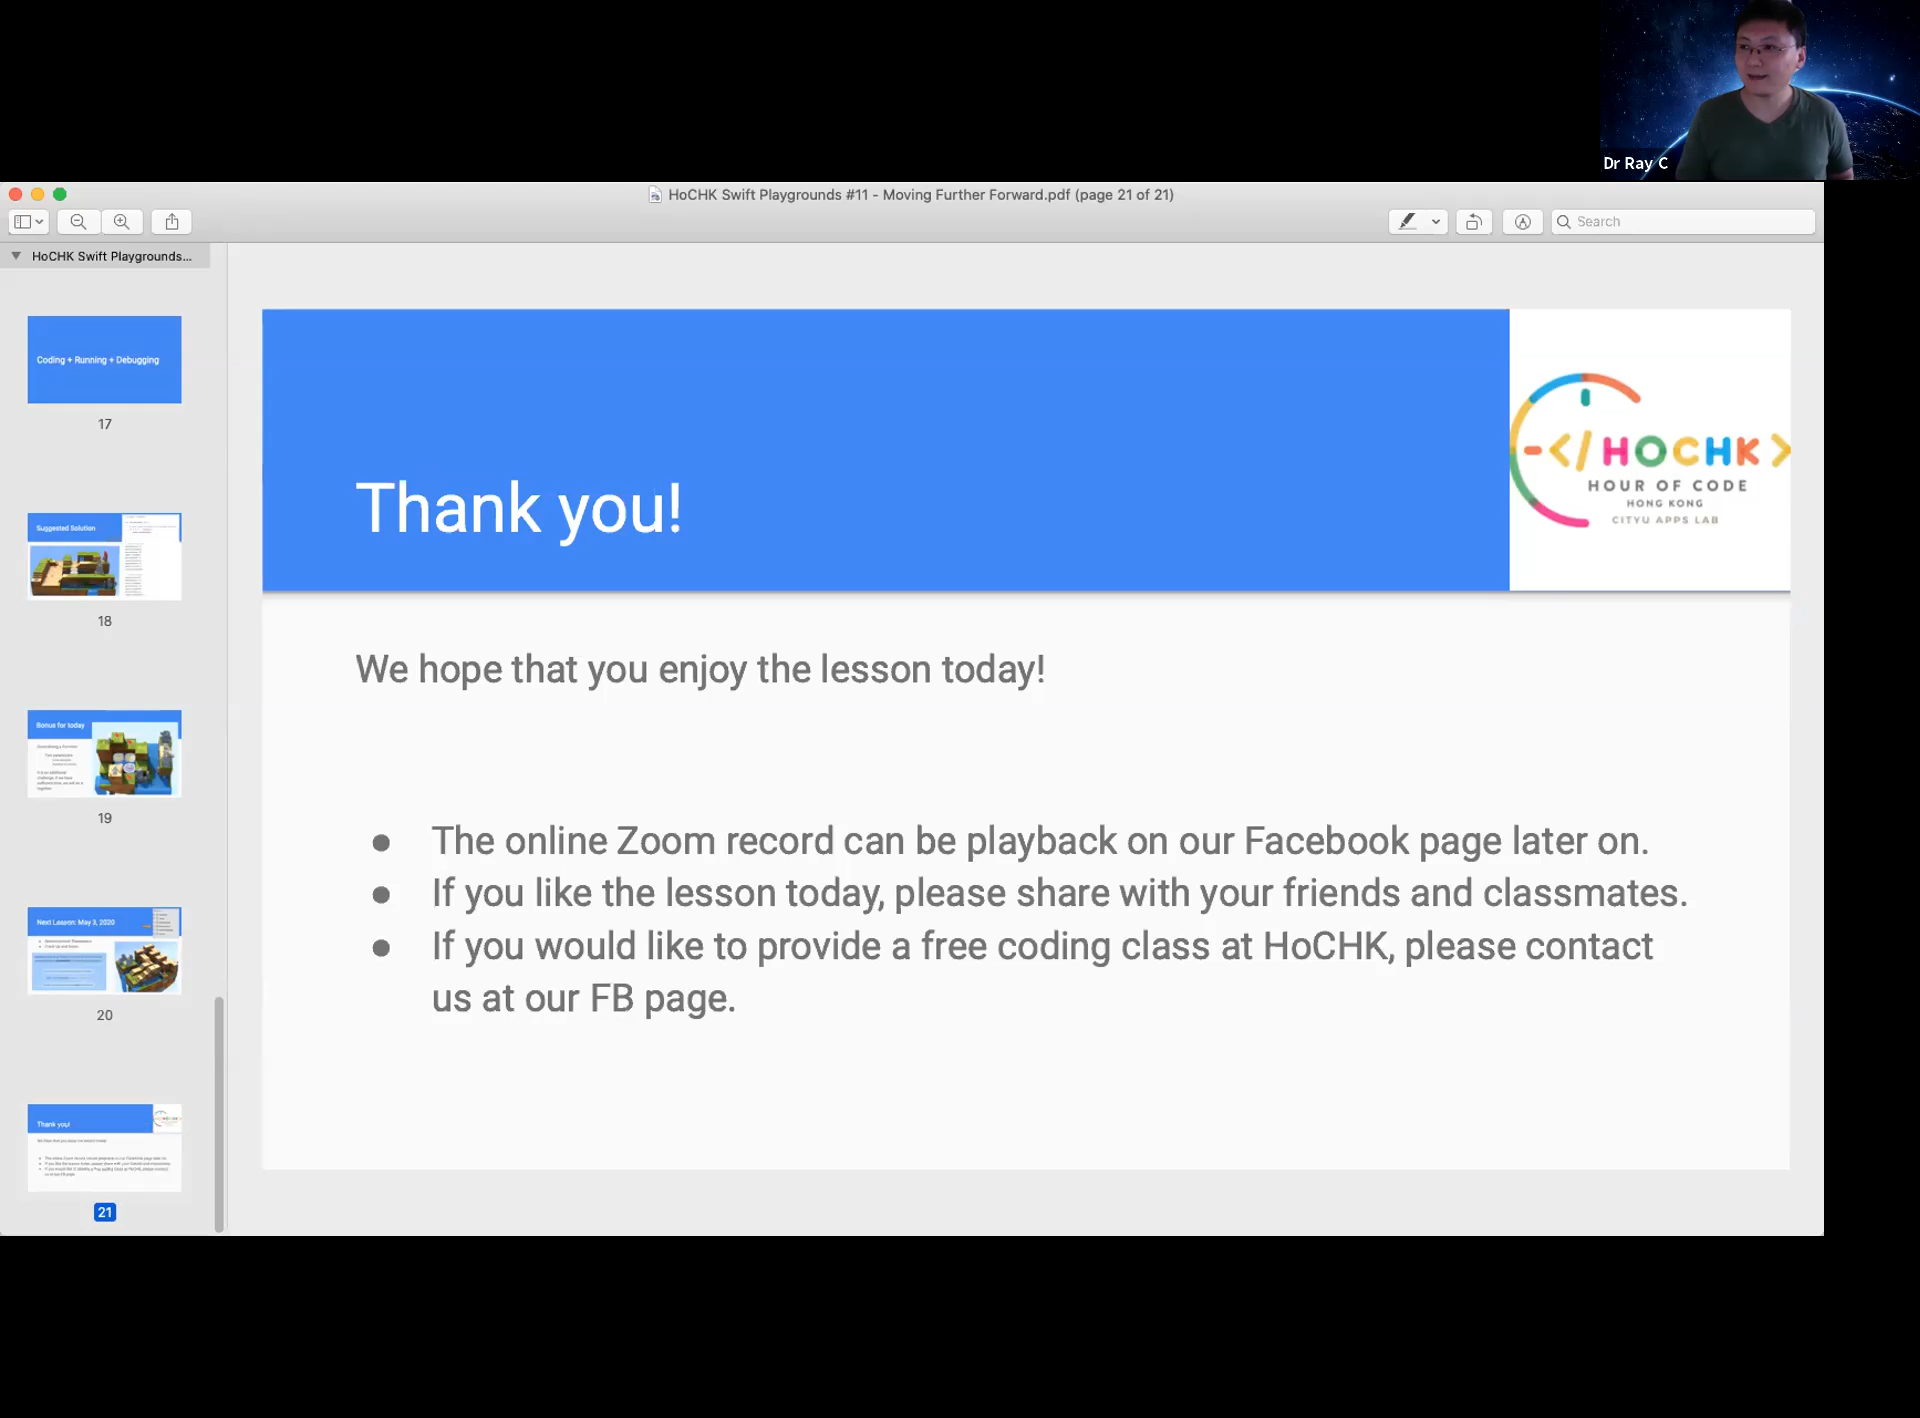 Dr Ray C
HoCHK Swift Playgrounds #11 - Moving Further Forward.pdf (page 21 of 21)
Search
HoCHK Swift Playgrounds...
Coding + Running + Debugging
17
Suggested Solution
18
Bonus for today
19
Next Lesson: May 3, 2020
20
Thank you!
21
Thank you!
</HOCHK>
HOUR OF CODE
HONG KONG
CITYU APPS LAB
We hope that you enjoy the lesson today!
● The online Zoom record can be playback on our Facebook page later on.
● If you like the lesson today, please share with your friends and classmates.
● If you would like to provide a free coding class at HoCHK, please contact
us at our FB page.